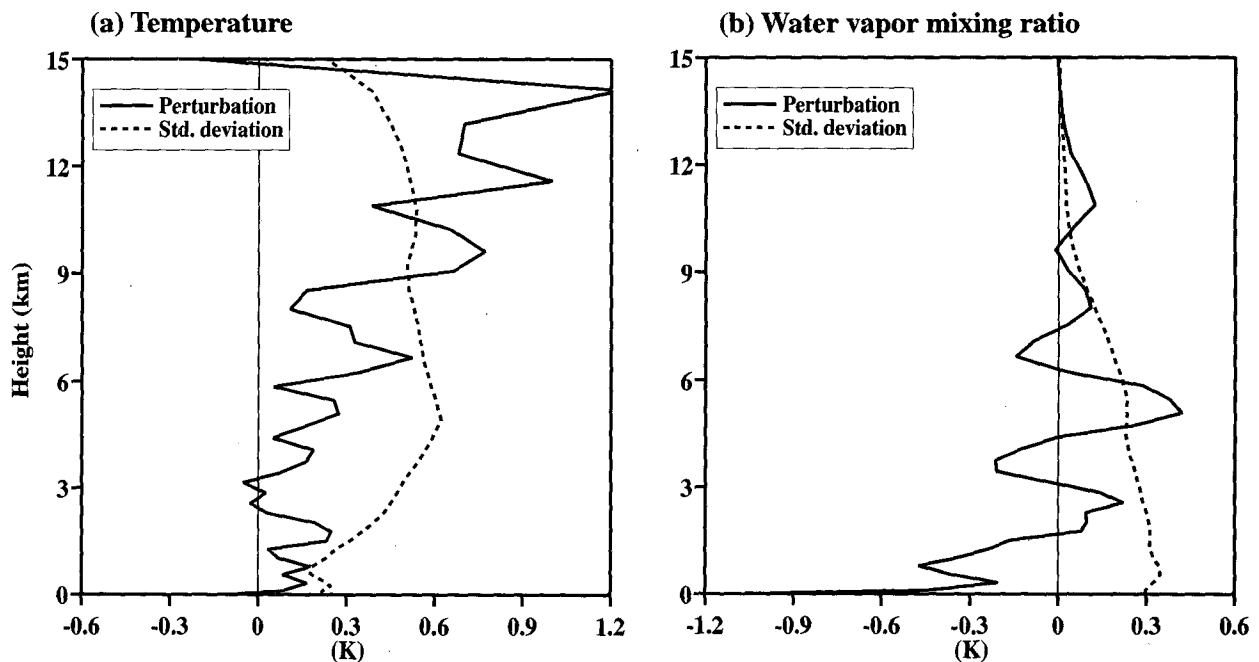 (a) Temperature
(b) Water vapor mixing ratio
Height (km)
15
12
9
6
3
0
Perturbation
Std. deviation
-0.6
-0.3
0
0.3
0.6
0.9
1.2
(K)
15
12
9
6
3
0
Perturbation
Std. deviation
-1.2
-0.9
-0.6
-0.3
0
0.3
0.6
(K)